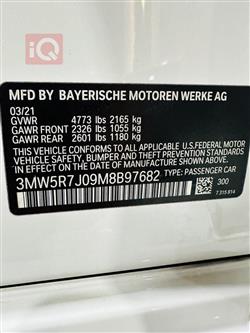 iQ
MFD BY BAYERISCHE MOTOREN WERKE AG
03/21
GVWR 4773 lbs 2165 kg
GAWR FRONT 2326 lbs 1055 kg
GAWR REAR 2601 lbs 1180 kg
THIS VEHICLE CONFORMS TO ALL APPLICABLE U.S. FEDERAL MOTOR
VEHICLE SAFETY, BUMPER, AND THEFT PREVENTION STANDARDS IN
EFFECT ON THE DATE OF MANUFACTURE SHOWN ABOVE
3MW5R7J09M8B97682 TYPE: PASSENGER CAR
300
7 315 814